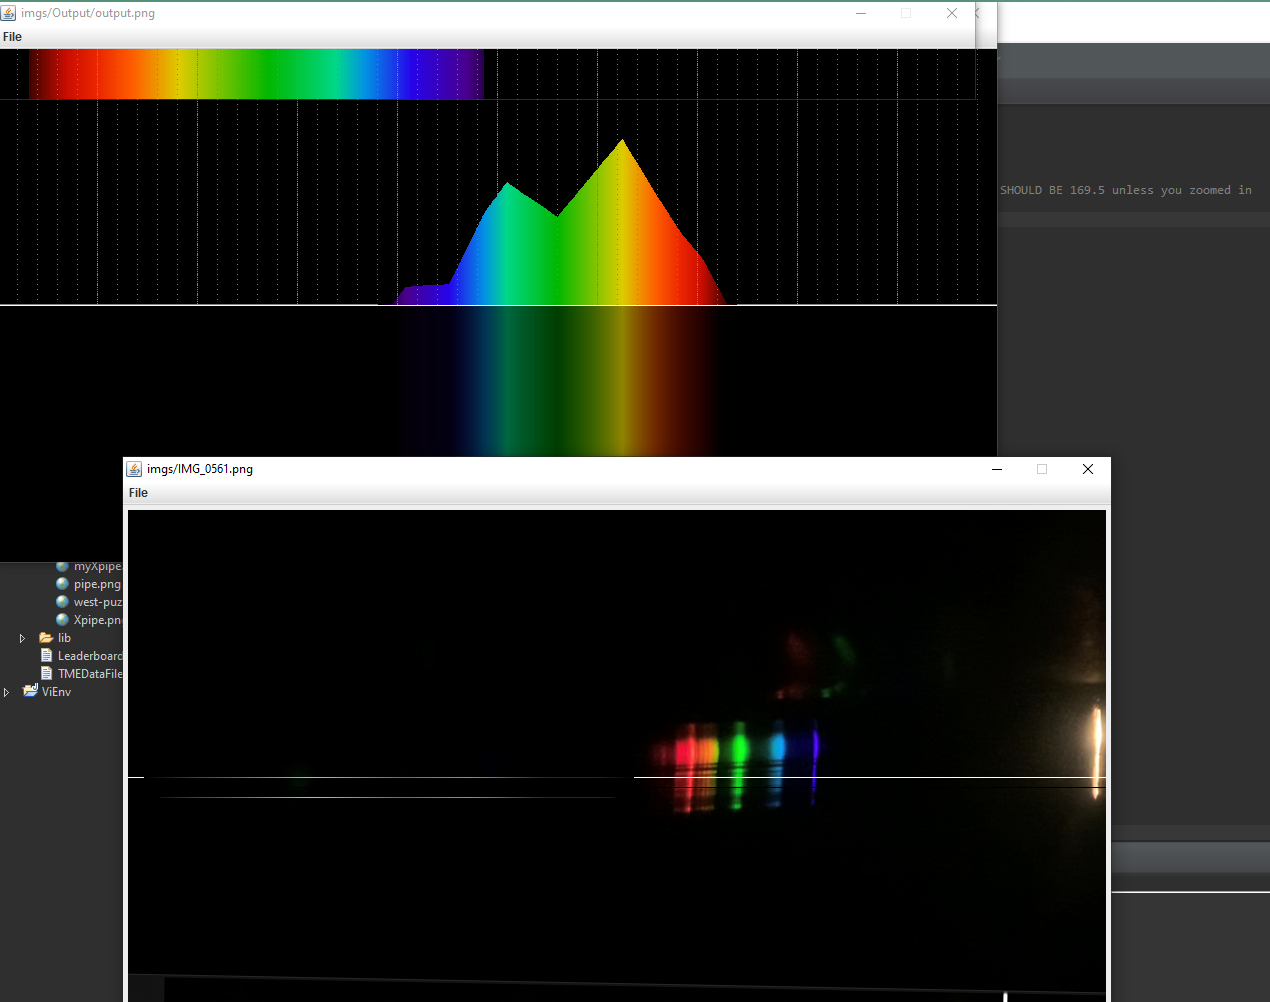 imgs/Output/output.png
File
SHOULD BE 169.5 unless you zoomed in
imgs/IMG_0561.png
File
myXpipe.
pipe.png
west-puz
Xpipe.pn
lib
Leaderboard
TMEDataFile
ViEnv